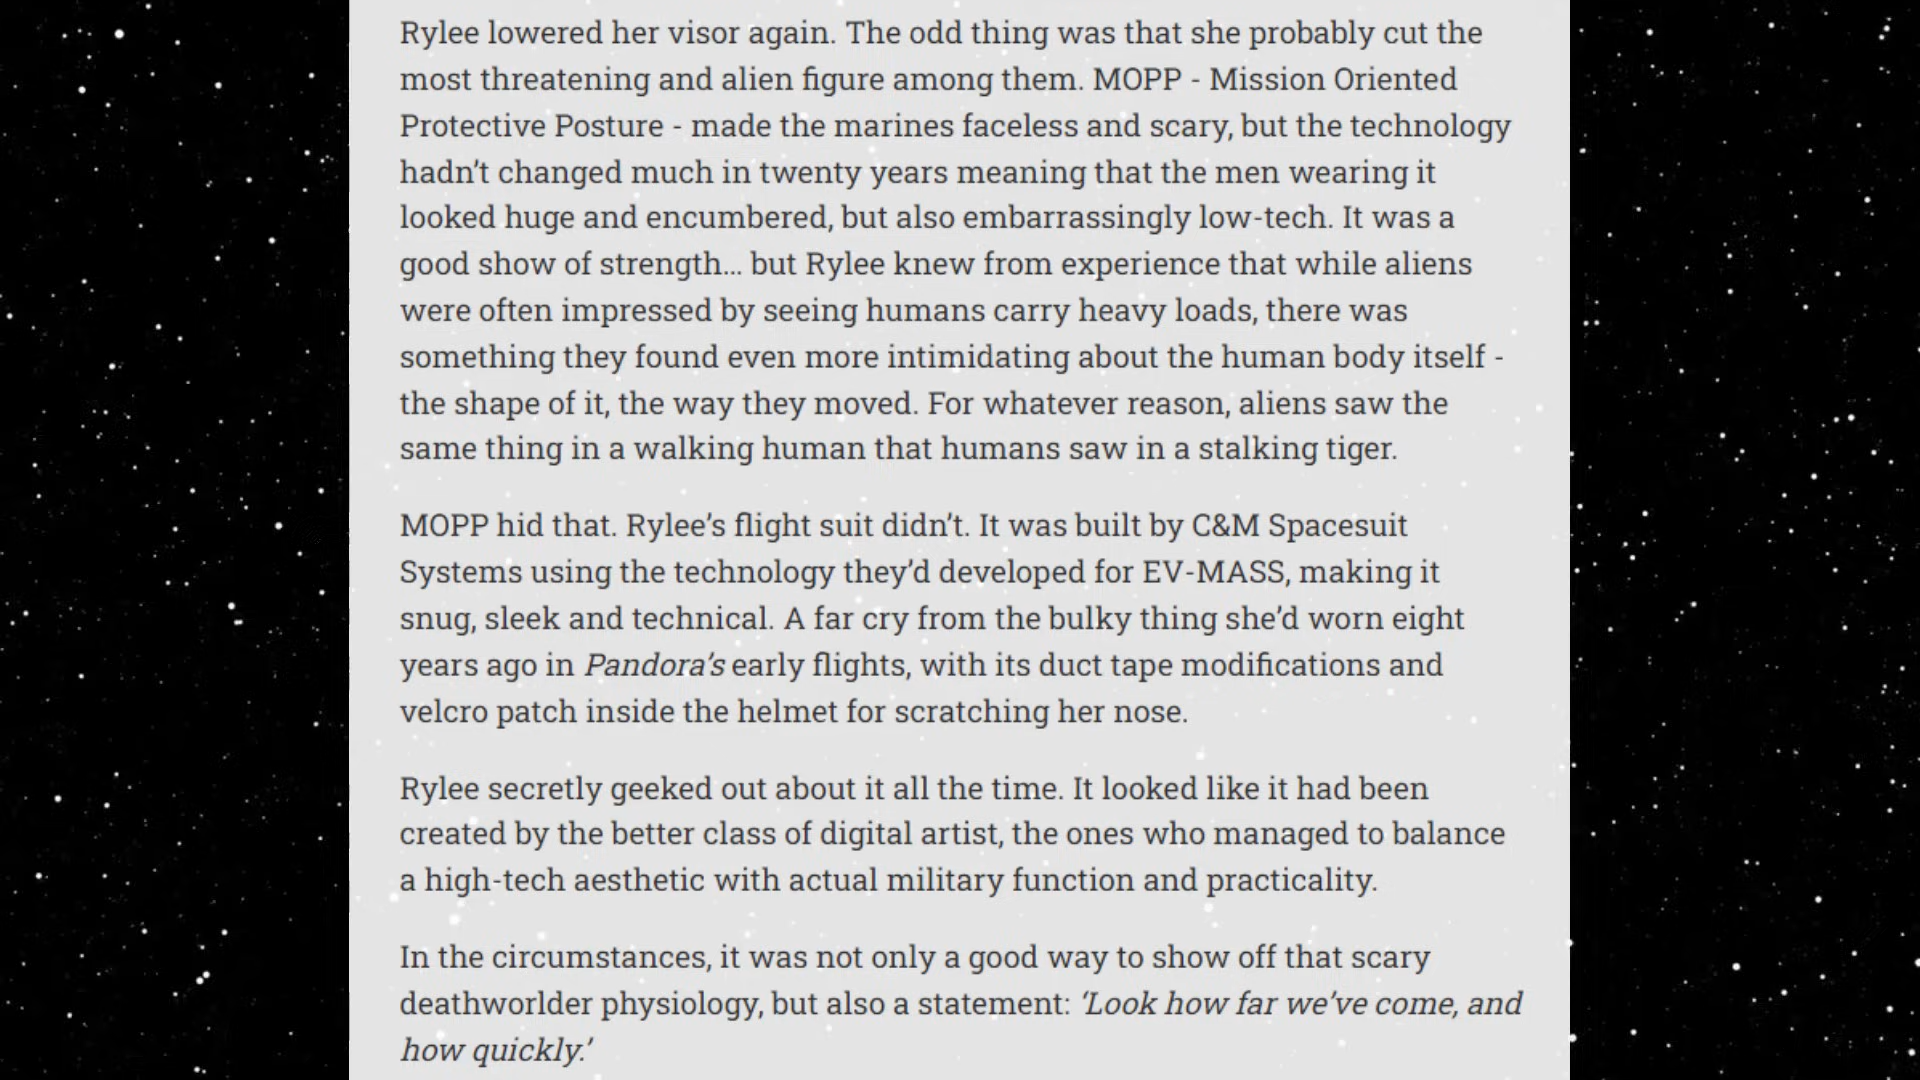 Rylee lowered her visor again. The odd thing was that she probably cut the
most threatening and alien figure among them. MOPP - Mission Oriented
Protective Posture - made the marines faceless and scary, but the technology
hadn’t changed much in twenty years meaning that the men wearing it
looked huge and encumbered, but also embarrassingly low-tech. It was a
good show of strength… but Rylee knew from experience that while aliens
were often impressed by seeing humans carry heavy loads, there was
something they found even more intimidating about the human body itself -
the shape of it, the way they moved. For whatever reason, aliens saw the
same thing in a walking human that humans saw in a stalking tiger.
MOPP hid that. Rylee’s flight suit didn’t. It was built by C&M Spacesuit
Systems using the technology they’d developed for EV-MASS, making it
snug, sleek and technical. A far cry from the bulky thing she’d worn eight
years ago in Pandora’s early flights, with its duct tape modifications and
velcro patch inside the helmet for scratching her nose.
Rylee secretly geeked out about it all the time. It looked like it had been
created by the better class of digital artist, the ones who managed to balance
a high-tech aesthetic with actual military function and practicality.
In the circumstances, it was not only a good way to show off that scary
deathworlder physiology, but also a statement: ‘Look how far we’ve come, and
how quickly.’